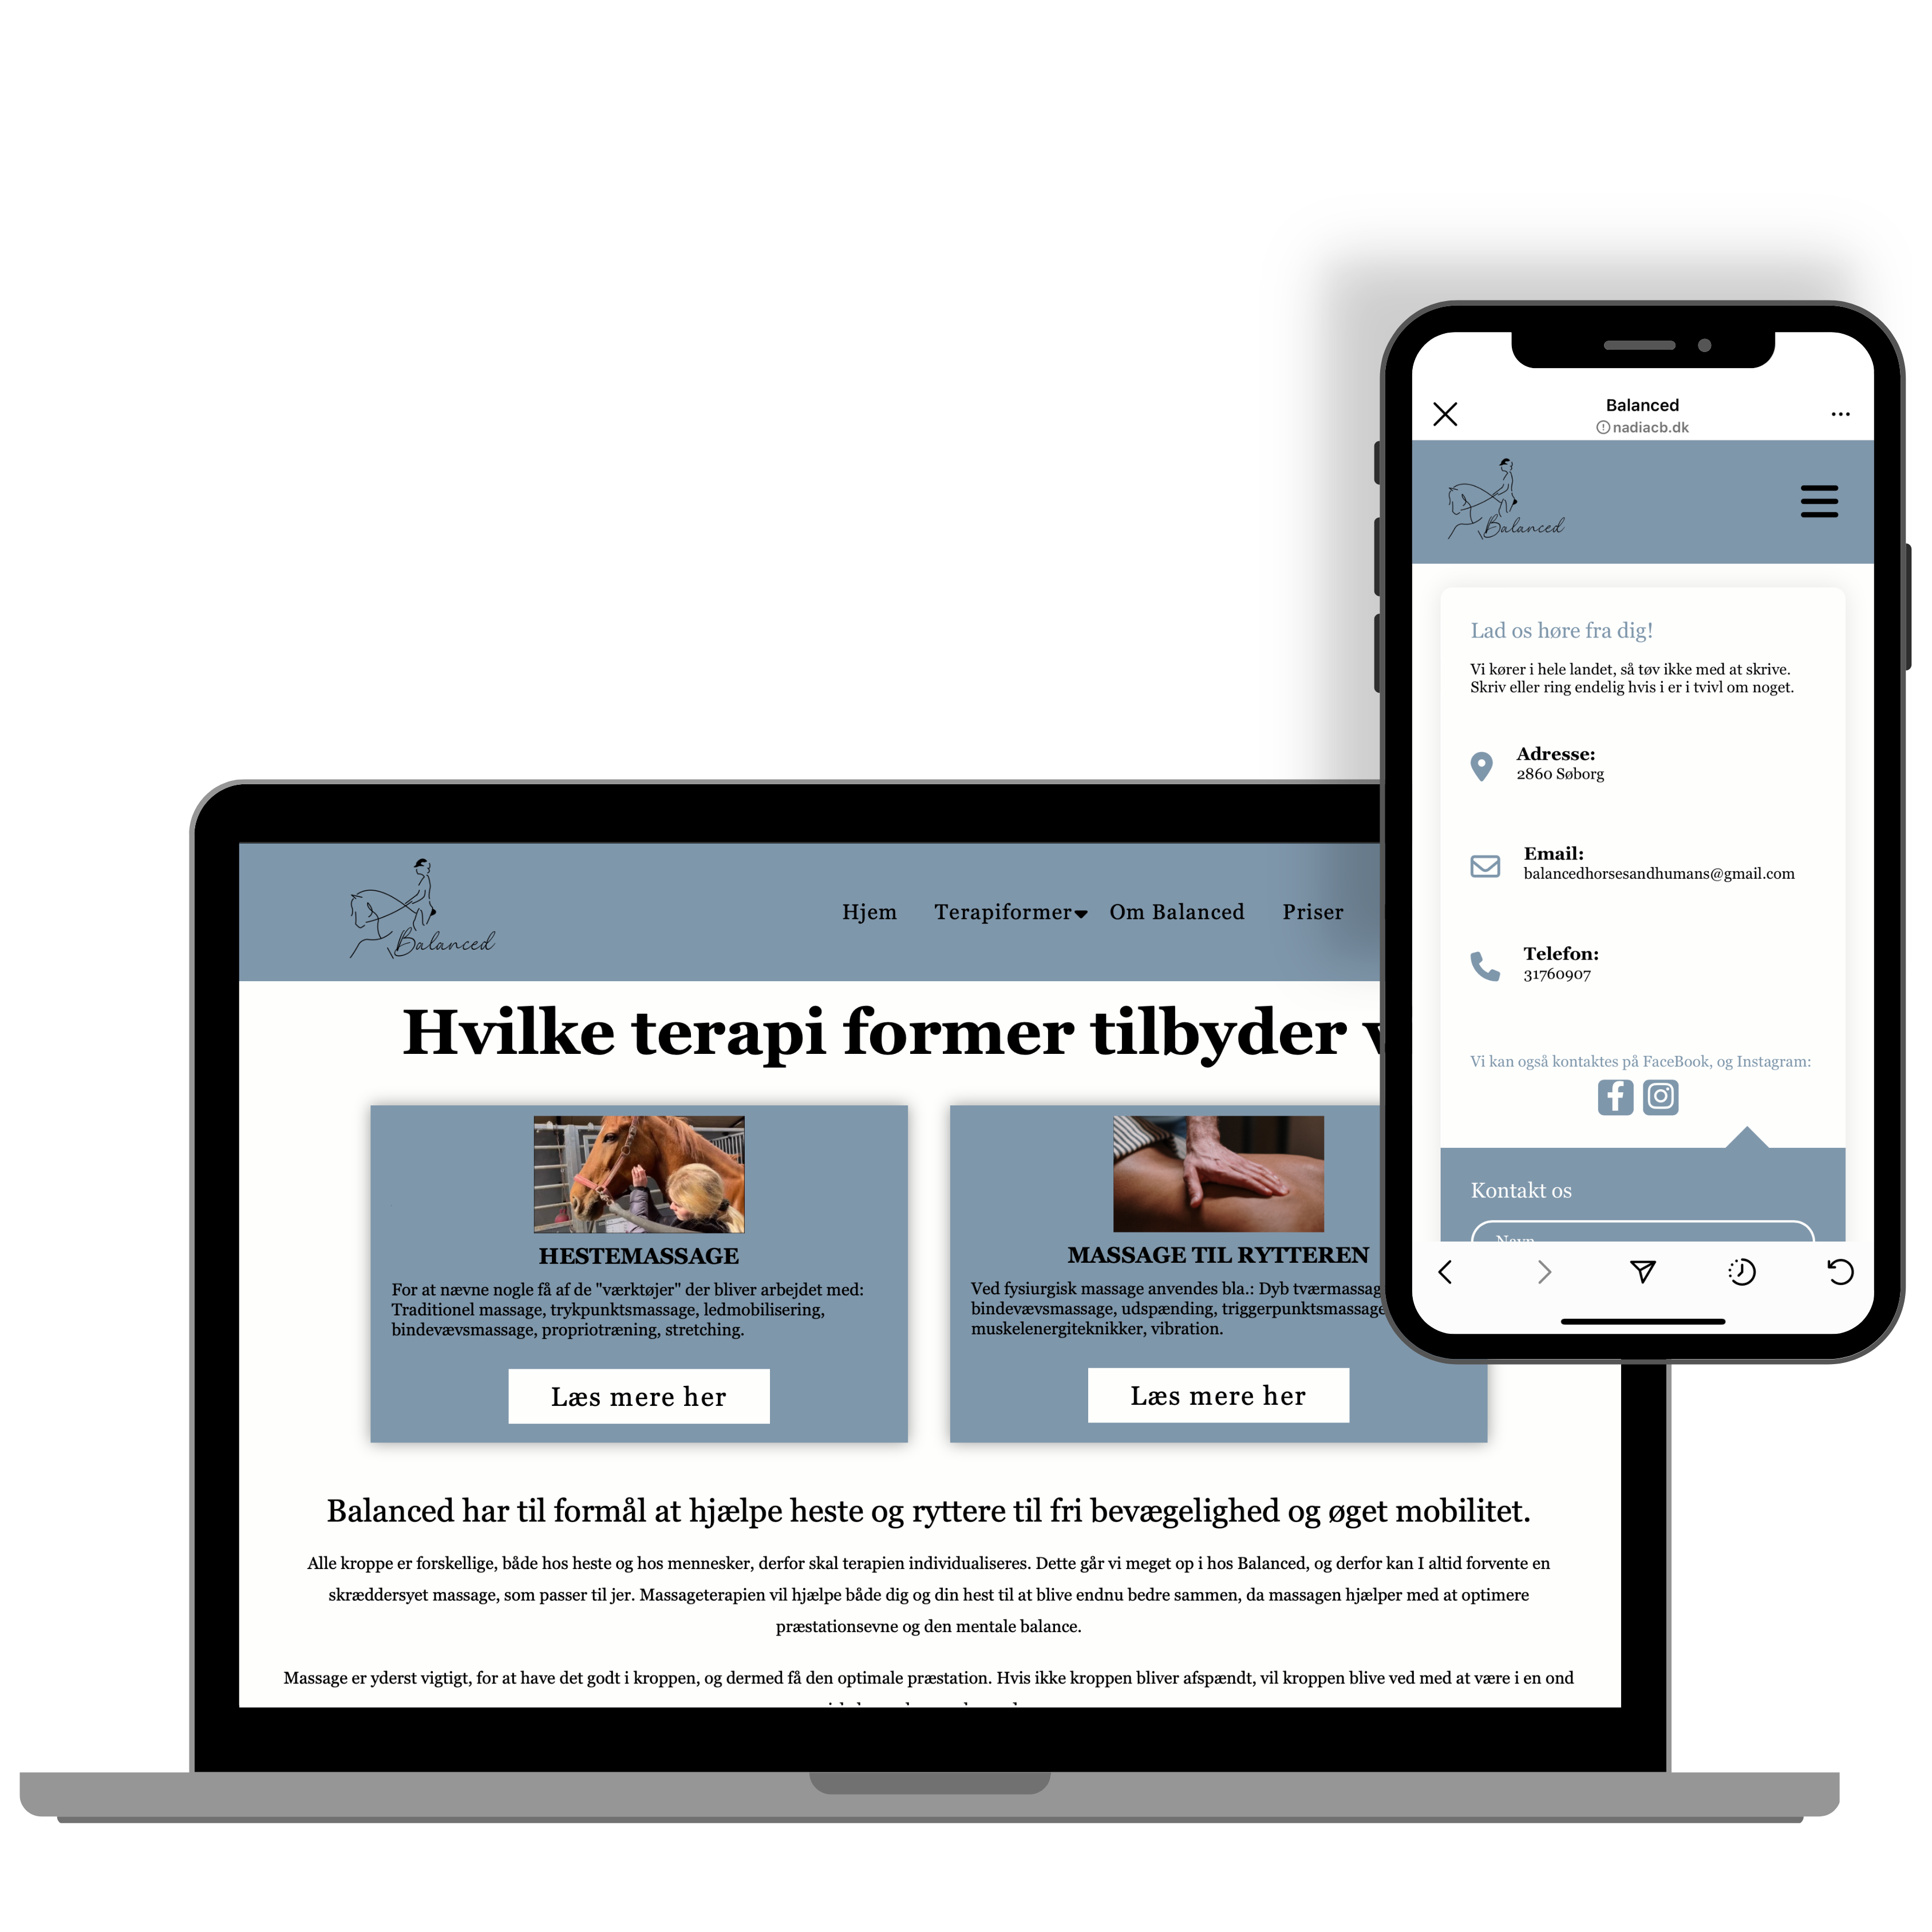 Balanced
nadiacb.dk
Balanced
Lad os høre fra dig!
Vi kører i hele landet, så tøv ikke med at skrive.
Skriv eller ring endelig hvis i er i tvivl om noget.
Adresse:
2860 Søborg
Email:
balancedhorsesandhumans@gmail.com
Telefon:
31760907
Vi kan også kontaktes på FaceBook, og Instagram:
Kontakt os
Navn
Balanced
Hjem Terapiformer Om Balanced Priser
Hvilke terapi former tilbyder
HESTEMASSAGE
For at nævne nogle få af de "værktøjer" der bliver arbejdet med:
Traditionel massage, trykpunktsmassage, ledmobilisering,
bindevævsmassage, propriotræning, stretching.
Læs mere her
MASSAGE TIL RYTTEREN
Ved fysiurgisk massage anvendes bla.: Dyb tværmassag
bindevævsmassage, udspænding, triggerpunktsmassage
muskelenergiteknikker, vibration.
Læs mere her
Balanced har til formål at hjælpe heste og ryttere til fri bevægelighed og øget mobilitet.
Alle kroppe er forskellige, både hos heste og hos mennesker, derfor skal terapien individualiseres. Dette går vi meget op i hos Balanced, og derfor kan I altid forvente en
skræddersyet massage, som passer til jer. Massageterapien vil hjælpe både dig og din hest til at blive endnu bedre sammen, da massagen hjælper med at optimere
præstationsevne og den mentale balance.
Massage er yderst vigtigt, for at have det godt i kroppen, og dermed få den optimale præstation. Hvis ikke kroppen bliver afspændt, vil kroppen blive ved med at være i en ond